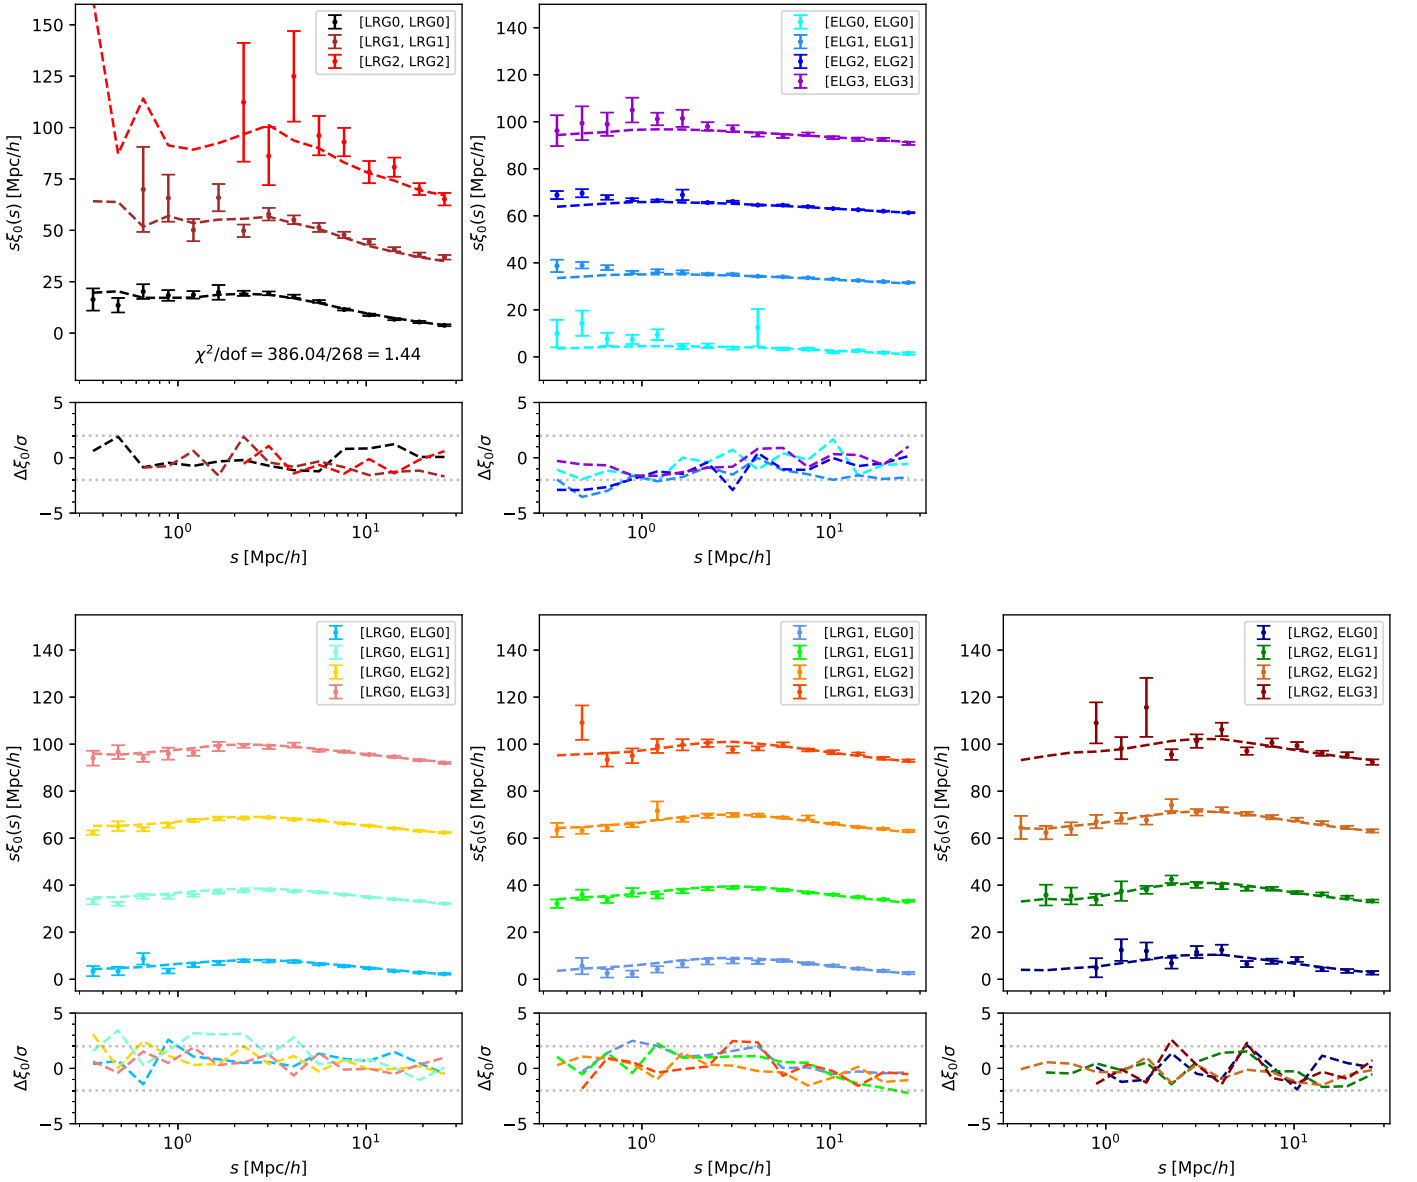 [LRG0, LRG0]
[LRG1, LRG1]
[LRG2, LRG2]
150
125
100
75
50
25
0
sξ₀(s) [Mpc/h]
χ²/dof = 386.04/268 = 1.44
5
0
−5
Δξ₀/σ
10⁰
10¹
s [Mpc/h]
[ELG0, ELG0]
[ELG1, ELG1]
[ELG2, ELG2]
[ELG3, ELG3]
140
120
100
80
60
40
20
0
sξ₀(s) [Mpc/h]
5
0
−5
Δξ₀/σ
10⁰
10¹
s [Mpc/h]
[LRG0, ELG0]
[LRG0, ELG1]
[LRG0, ELG2]
[LRG0, ELG3]
140
120
100
80
60
40
20
0
sξ₀(s) [Mpc/h]
5
0
−5
Δξ₀/σ
10⁰
10¹
s [Mpc/h]
[LRG1, ELG0]
[LRG1, ELG1]
[LRG1, ELG2]
[LRG1, ELG3]
140
120
100
80
60
40
20
0
sξ₀(s) [Mpc/h]
5
0
−5
Δξ₀/σ
10⁰
10¹
s [Mpc/h]
[LRG2, ELG0]
[LRG2, ELG1]
[LRG2, ELG2]
[LRG2, ELG3]
140
120
100
80
60
40
20
0
sξ₀(s) [Mpc/h]
5
0
−5
Δξ₀/σ
10⁰
10¹
s [Mpc/h]